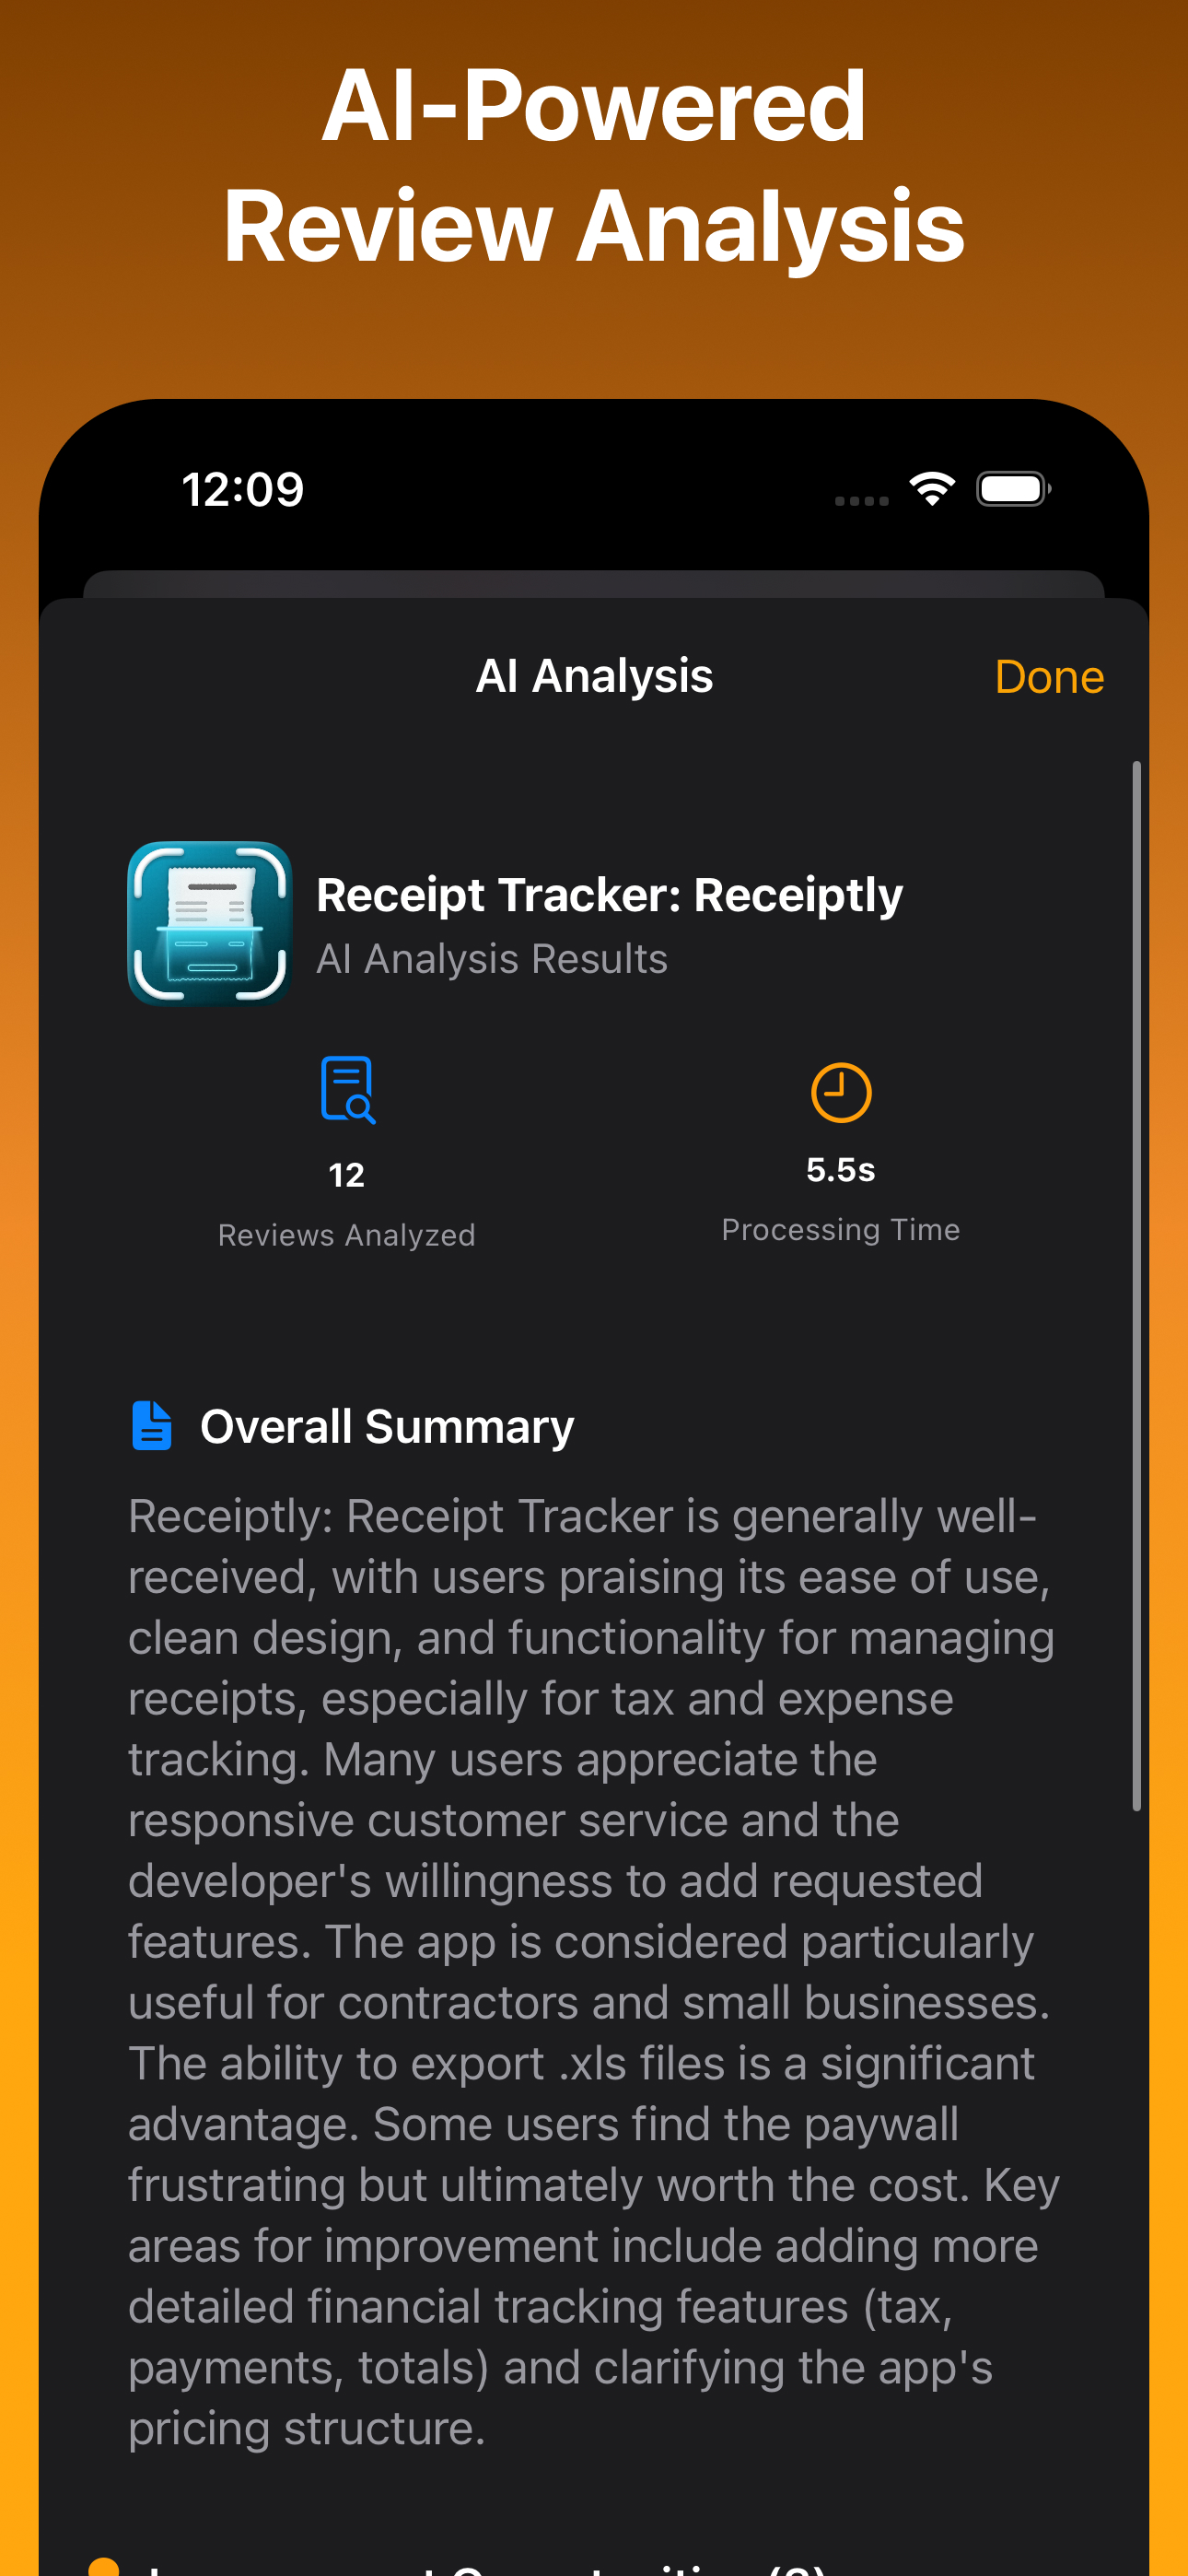 AI-Powered
Review Analysis
12:09
AI Analysis
Done
Receipt Tracker: Receiptly
AI Analysis Results
12
5.5s
Reviews Analyzed
Processing Time
Overall Summary
Receiptly: Receipt Tracker is generally well-
received, with users praising its ease of use,
clean design, and functionality for managing
receipts, especially for tax and expense
tracking. Many users appreciate the
responsive customer service and the
developer's willingness to add requested
features. The app is considered particularly
useful for contractors and small businesses.
The ability to export .xls files is a significant
advantage. Some users find the paywall
frustrating but ultimately worth the cost. Key
areas for improvement include adding more
detailed financial tracking features (tax,
payments, totals) and clarifying the app's
pricing structure.